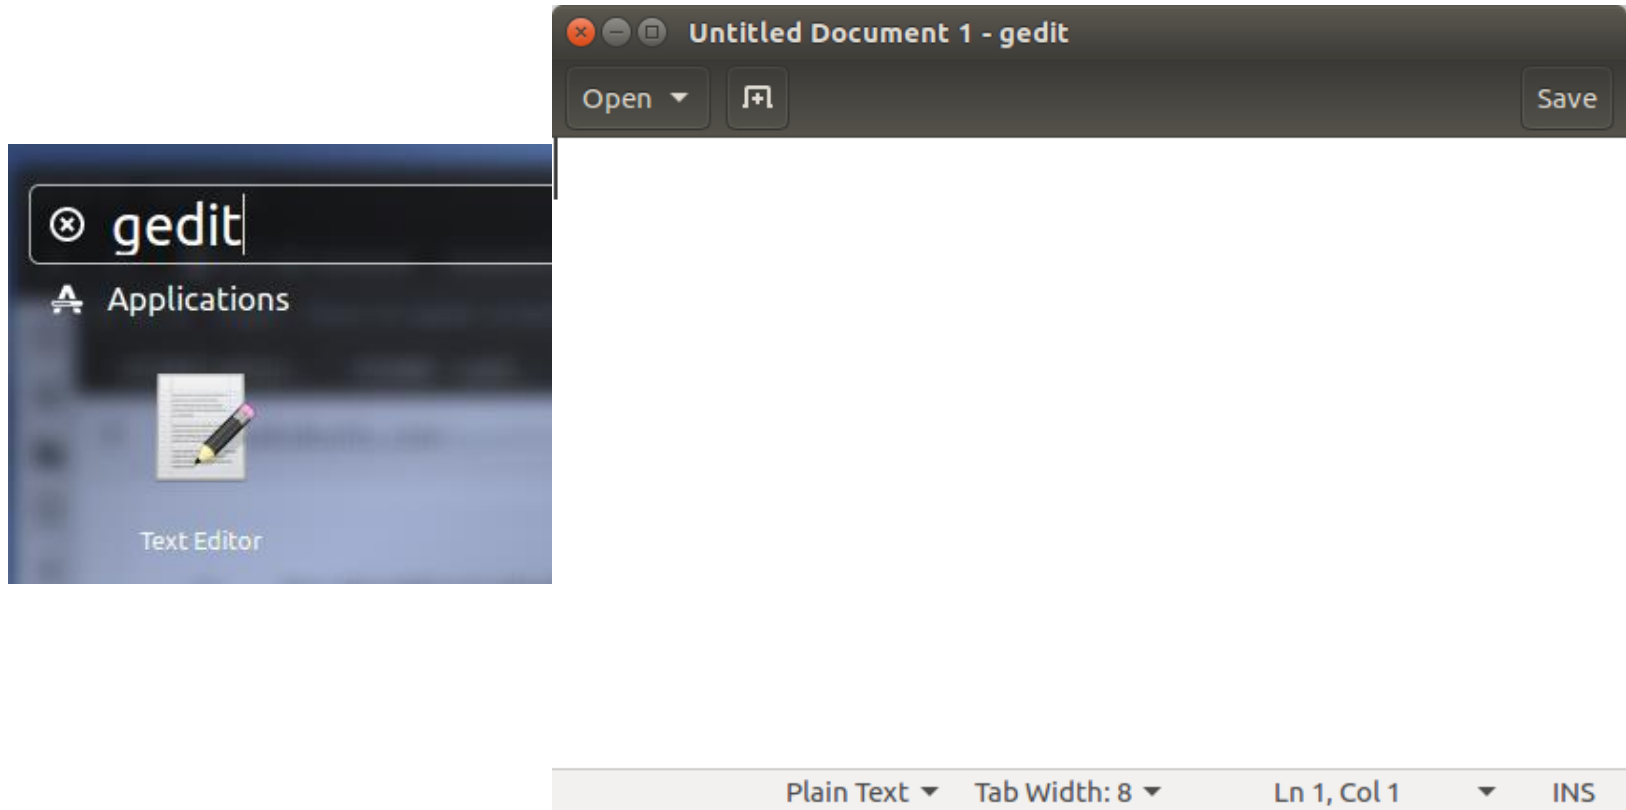 gedit
Applications
Text Editor
Untitled Document 1 - gedit
Open
Save
Plain Text Tab Width: 8 Ln 1, Col 1 INS